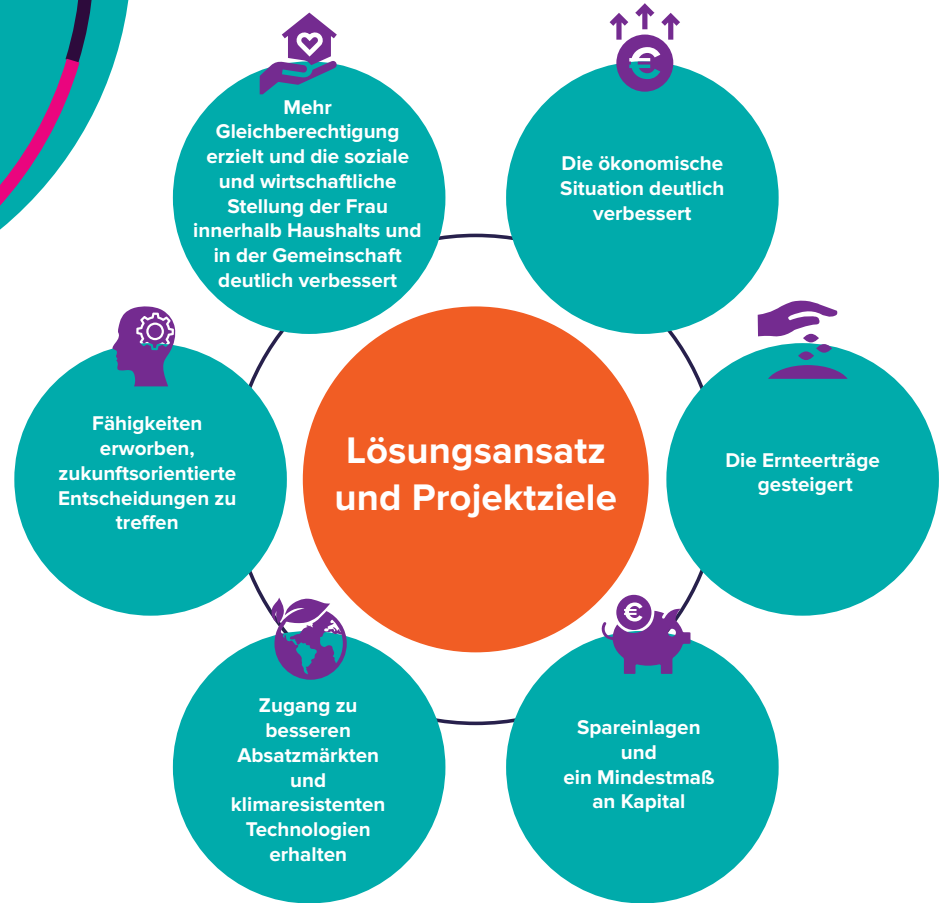 Mehr
Gleichberechtigung
erzielt und die soziale
und wirtschaftliche
Stellung der Frau
innerhalb Haushalts und
in der Gemeinschaft
deutlich verbessert
Die ökonomische
Situation deutlich
verbessert
Fähigkeiten
erworben,
zukunftsorientierte
Entscheidungen zu
treffen
Lösungsansatz
und Projektziele
Die Ernteerträge
gesteigert
Zugang zu
besseren
Absatzmärkten
und
klimaresistenten
Technologien
erhalten
Spareinlagen
und
ein Mindestmaß
an Kapital